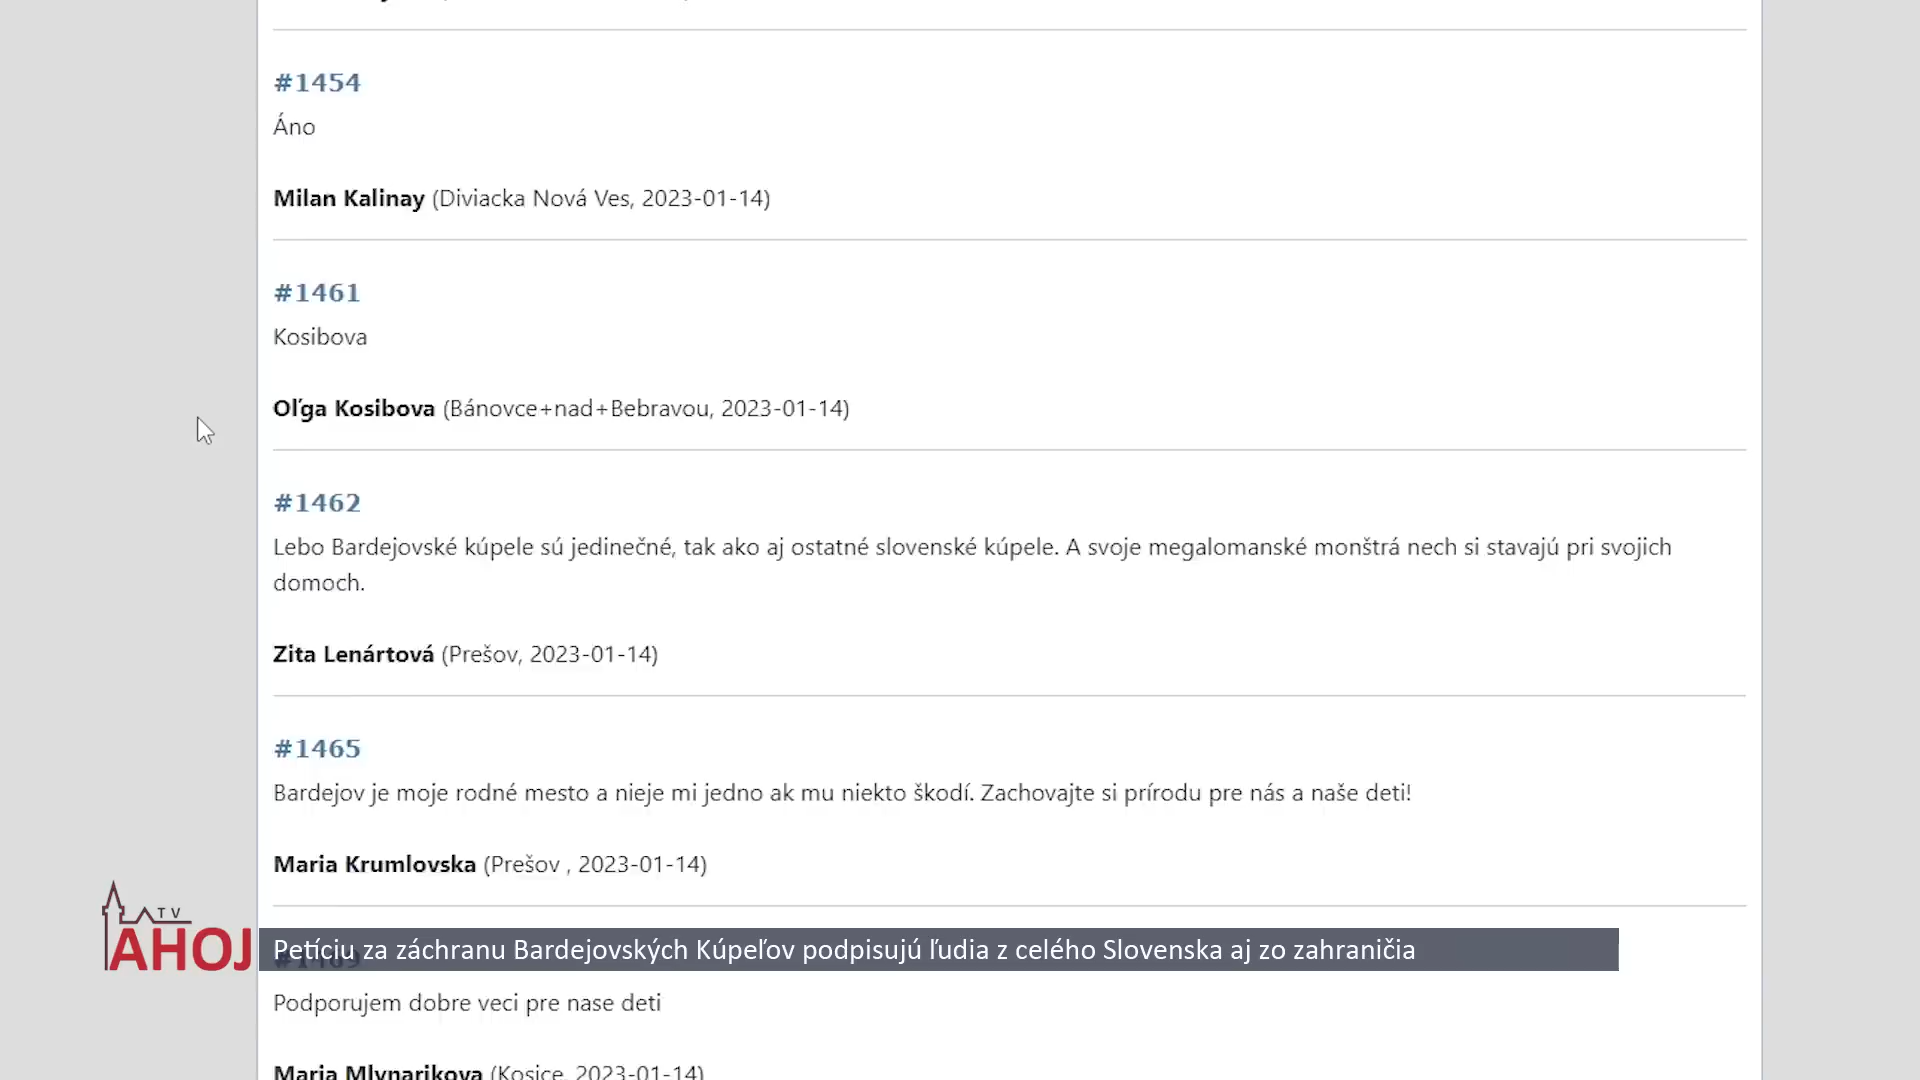 #1454
Áno
Milan Kalinay (Diviacka Nová Ves, 2023-01-14)
#1461
Kosibova
Oľga Kosibova (Bánovce+nad+Bebravou, 2023-01-14)
#1462
Lebo Bardejovské kúpele sú jedinečné, tak ako aj ostatné slovenské kúpele. A svoje megalomanské monštrá nech si stavajú pri svojich
domoch.
Zita Lenártová (Prešov, 2023-01-14)
#1465
Bardejov je moje rodné mesto a nieje mi jedno ak mu niekto škodí. Zachovajte si prírodu pre nás a naše deti!
Maria Krumlovska (Prešov , 2023-01-14)
TV
AHOJ
Petíciu za záchranu Bardejovských Kúpeľov podpisujú ľudia z celého Slovenska aj zo zahraničia
#1469
Podporujem dobre veci pre nase deti
Maria Mlynarikova (Kosice, 2023-01-14)